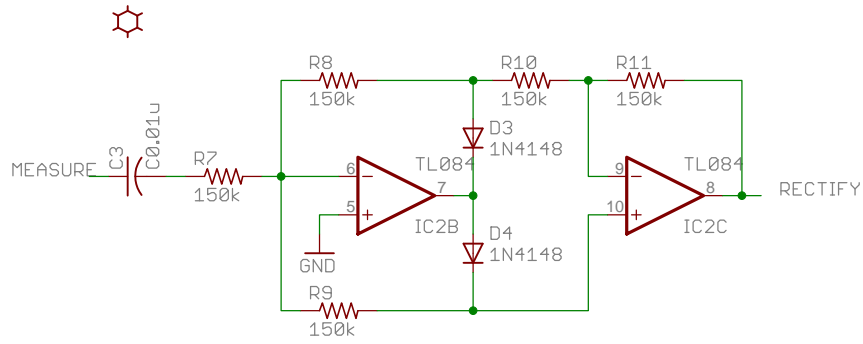 MEASURE
C3
C0.01u
R7
150k
R8
150k
R9
150k
GND
6
5
7
TL084
IC2B
D3
1N4148
D4
1N4148
R10
150k
R11
150k
9
10
8
TL084
IC2C
RECTIFY